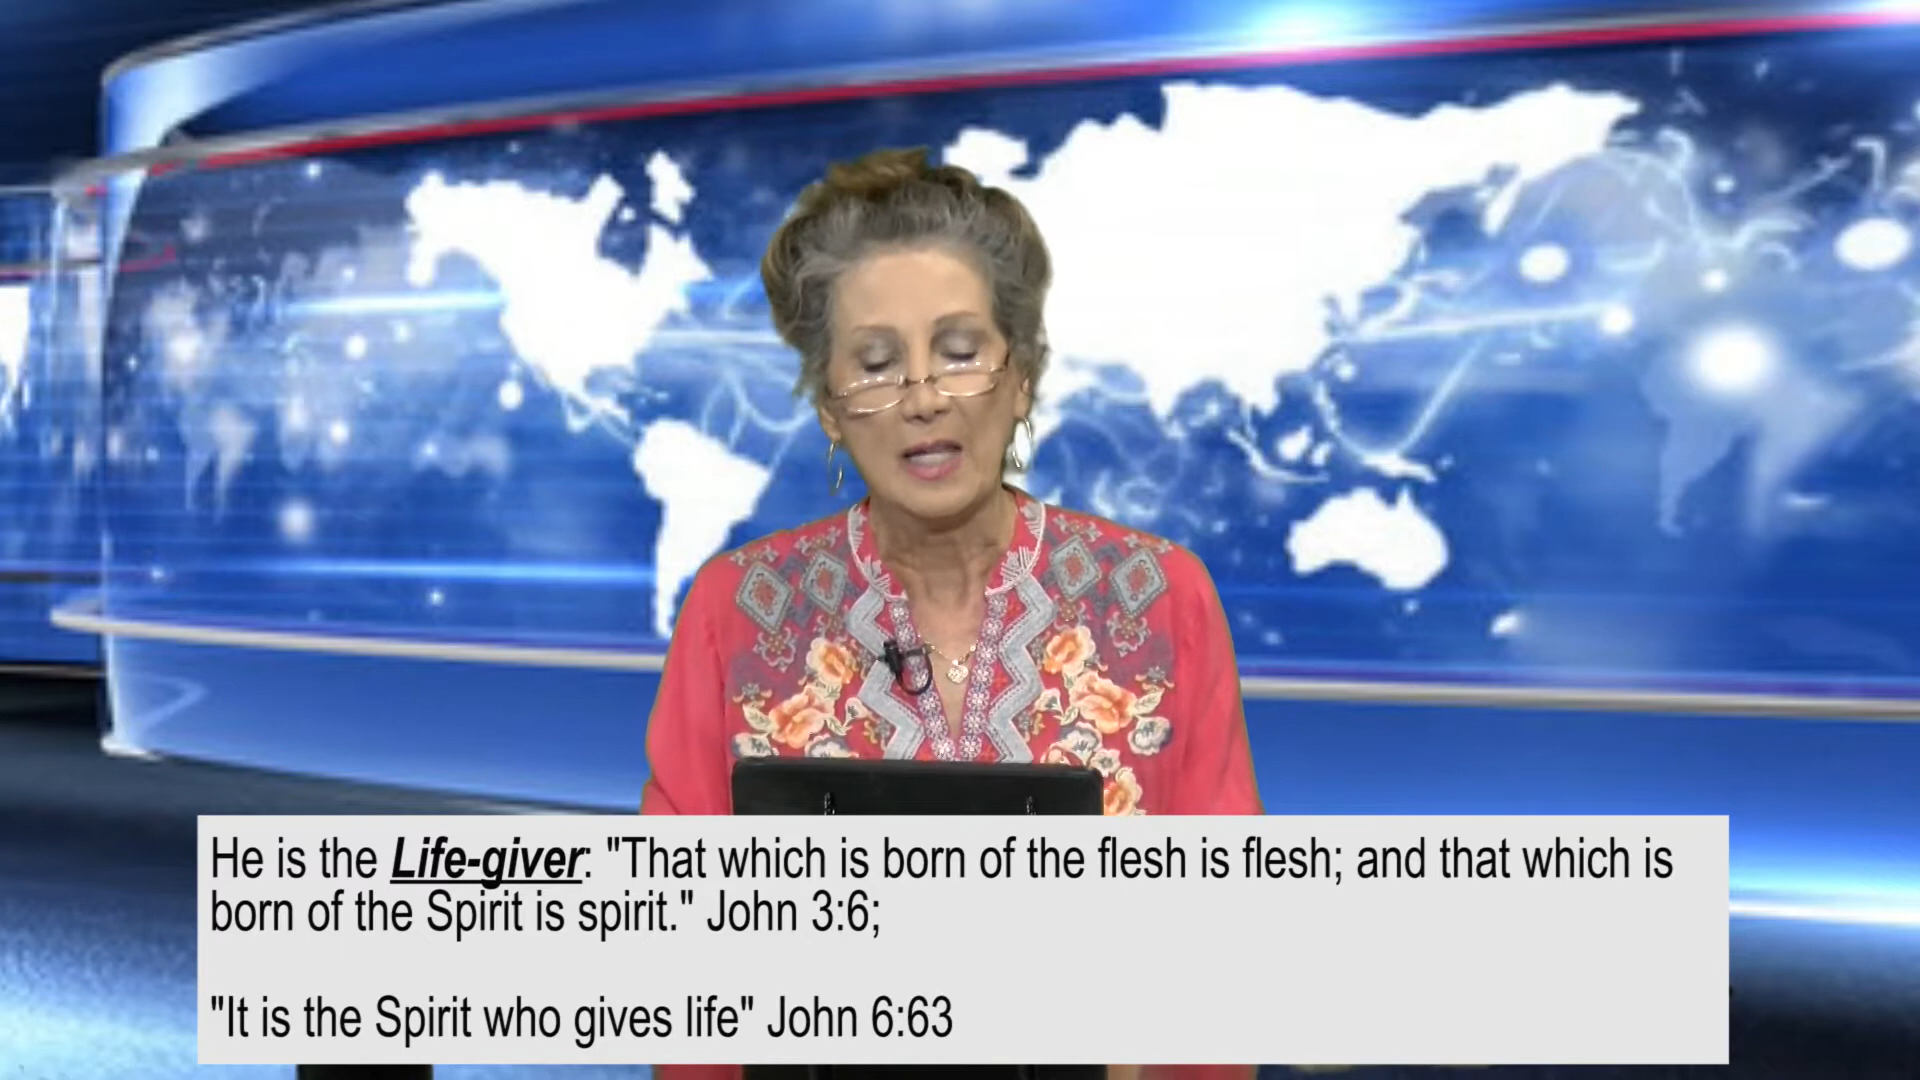 He is the Life-giver: "That which is born of the flesh is flesh; and that which is
born of the Spirit is spirit." John 3:6;
"It is the Spirit who gives life" John 6:63